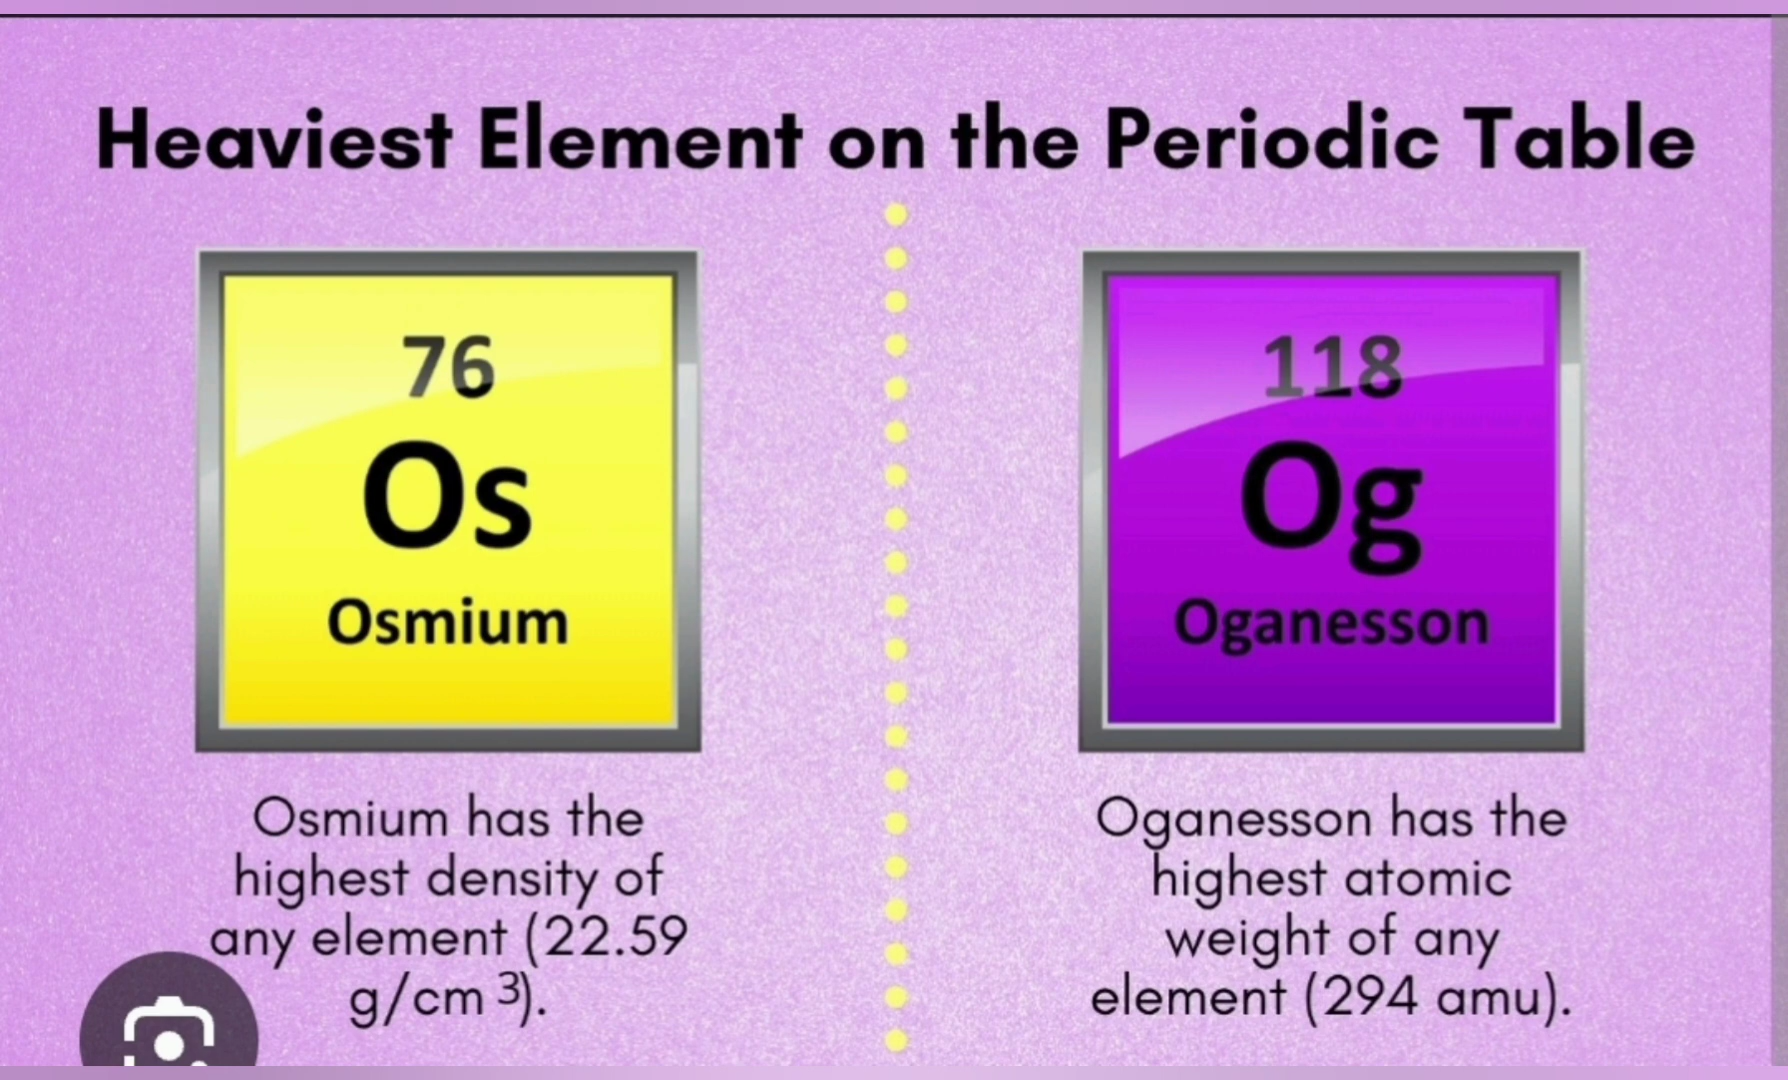 Heaviest Element on the Periodic Table
76
Os
Osmium
Osmium has the
highest density of
any element (22.59
g/cm ³).
118
Og
Oganesson
Oganesson has the
highest atomic
weight of any
element (294 amu).